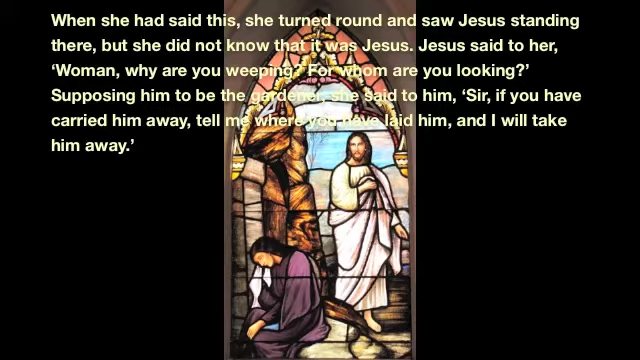 When she had said this, she turned round and saw Jesus standing
there, but she did not know that it was Jesus. Jesus said to her,
‘Woman, why are you weeping? For whom are you looking?’
Supposing him to be the gardener, she said to him, ‘Sir, if you have
carried him away, tell me where you have laid him, and I will take
him away.’